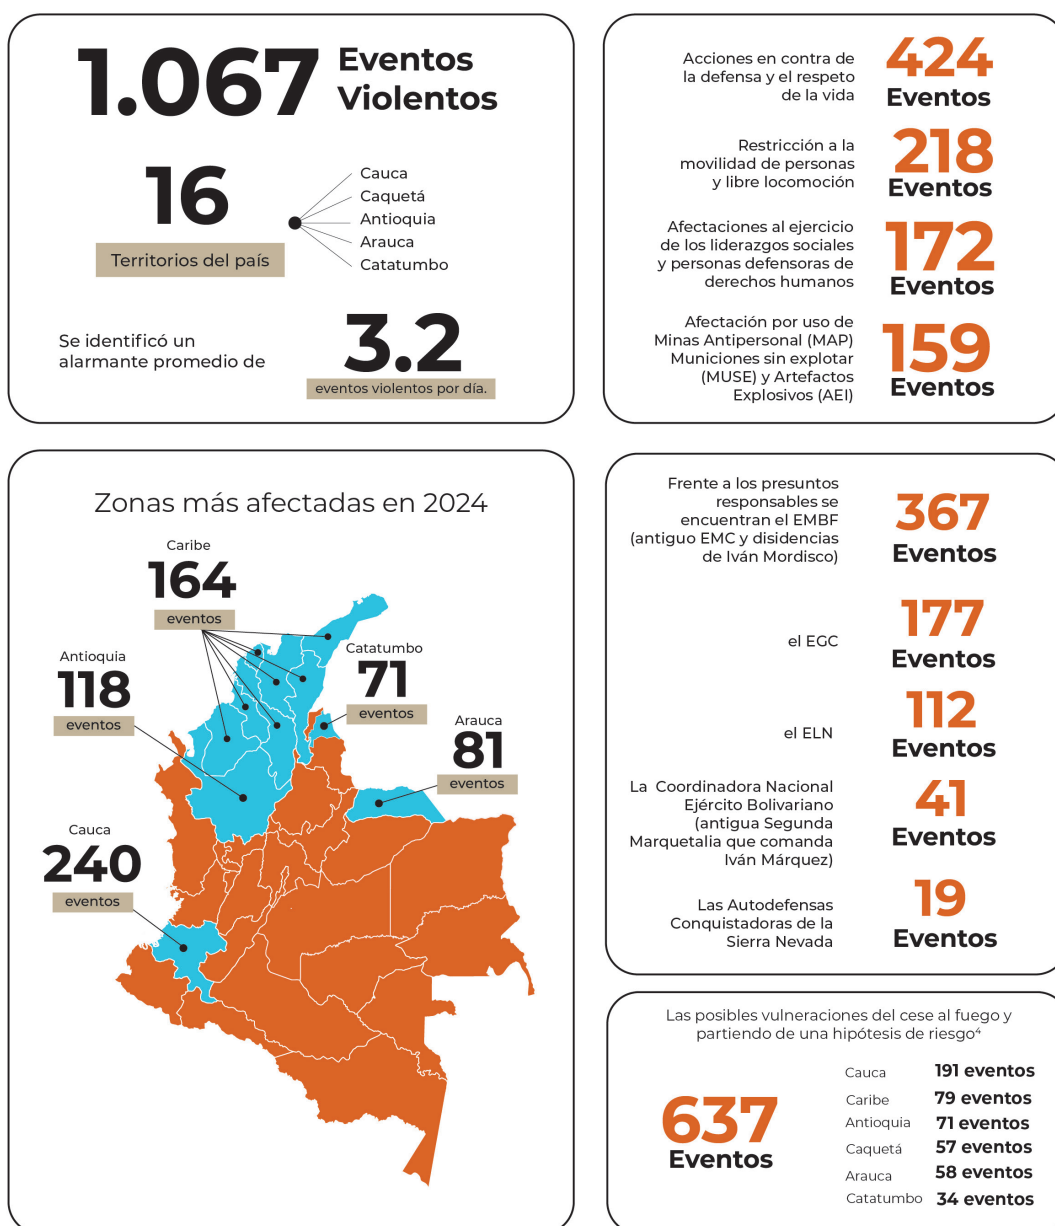 1.067 Eventos
Violentos
16
Territorios del país
Cauca
Caquetá
Antioquia
Arauca
Catatumbo
Se identificó un
alarmante promedio de
3.2
eventos violentos por día.
Acciones en contra de
la defensa y el respeto
de la vida
424
Eventos
Restricción a la
movilidad de personas
y libre locomoción
218
Eventos
Afectaciones al ejercicio
de los liderazgos sociales
y personas defensoras de
derechos humanos
172
Eventos
Afectación por uso de
Minas Antipersonal (MAP)
Municiones sin explotar
(MUSE) y Artefactos
Explosivos (AEI)
159
Eventos
Zonas más afectadas en 2024
Caribe
164
eventos
Antioquia
118
eventos
Catatumbo
71
eventos
Arauca
81
eventos
Cauca
240
eventos
Frente a los presuntos
responsables se
encuentran el EMBF
(antiguo EMC y disidencias
de Iván Mordisco)
367
Eventos
el EGC
177
Eventos
el ELN
112
Eventos
La Coordinadora Nacional
Ejército Bolivariano
(antigua Segunda
Marquetalia que comanda
Iván Márquez)
41
Eventos
Las Autodefensas
Conquistadoras de la
Sierra Nevada
19
Eventos
Las posibles vulneraciones del cese al fuego y
partiendo de una hipótesis de riesgo⁴
637
Eventos
Cauca 191 eventos
Caribe 79 eventos
Antioquia 71 eventos
Caquetá 57 eventos
Arauca 58 eventos
Catatumbo 34 eventos